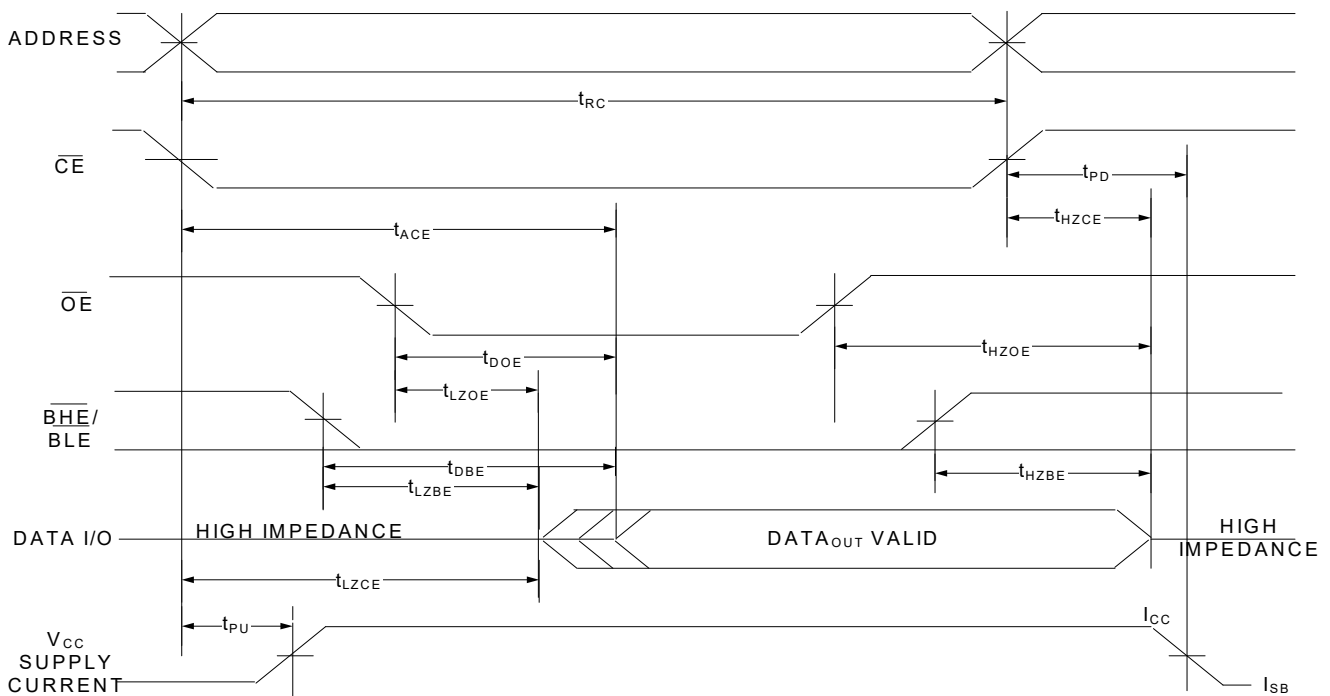 ADDRESS
tRC
CE
tPD
tHZCE
tACE
OE
tDOE
tHZOE
tLZOE
BHE/
BLE
tDBE
tHZBE
tLZBE
DATA I/O
HIGH IMPEDANCE
DATAOUT VALID
HIGH
IMPEDANCE
tLZCE
tPU
VCC
SUPPLY
CURRENT
ICC
ISB